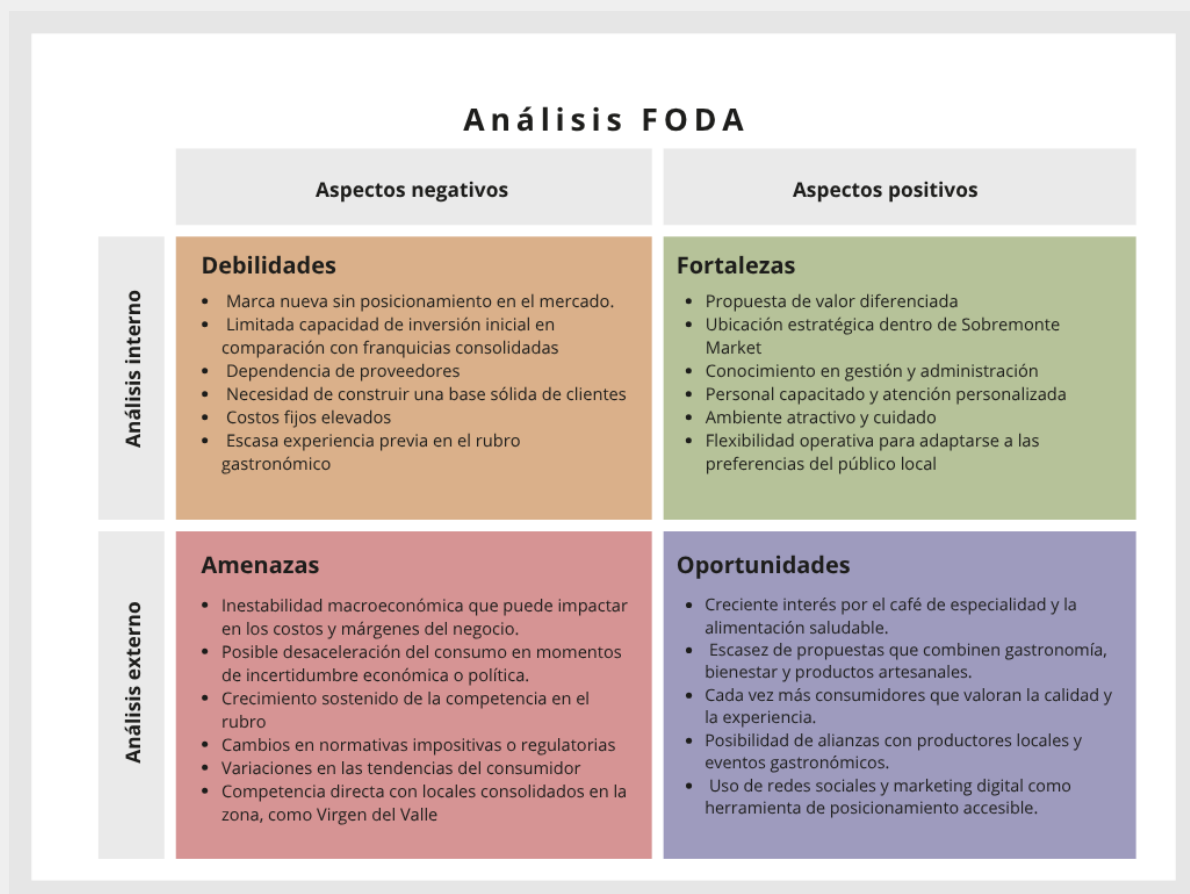 Análisis FODA
Aspectos negativos
Aspectos positivos
Análisis interno
Debilidades
• Marca nueva sin posicionamiento en el mercado.
• Limitada capacidad de inversión inicial en
comparación con franquicias consolidadas
• Dependencia de proveedores
• Necesidad de construir una base sólida de clientes
• Costos fijos elevados
• Escasa experiencia previa en el rubro
gastronómico
Fortalezas
• Propuesta de valor diferenciada
• Ubicación estratégica dentro de Sobremonte
Market
• Conocimiento en gestión y administración
• Personal capacitado y atención personalizada
• Ambiente atractivo y cuidado
• Flexibilidad operativa para adaptarse a las
preferencias del público local
Análisis externo
Amenazas
• Inestabilidad macroeconómica que puede impactar
en los costos y márgenes del negocio.
• Posible desaceleración del consumo en momentos
de incertidumbre económica o política.
• Crecimiento sostenido de la competencia en el
rubro
• Cambios en normativas impositivas o regulatorias
• Variaciones en las tendencias del consumidor
• Competencia directa con locales consolidados en la
zona, como Virgen del Valle
Oportunidades
• Creciente interés por el café de especialidad y la
alimentación saludable.
• Escasez de propuestas que combinen gastronomía,
bienestar y productos artesanales.
• Cada vez más consumidores que valoran la calidad y
la experiencia.
• Posibilidad de alianzas con productores locales y
eventos gastronómicos.
• Uso de redes sociales y marketing digital como
herramienta de posicionamiento accesible.